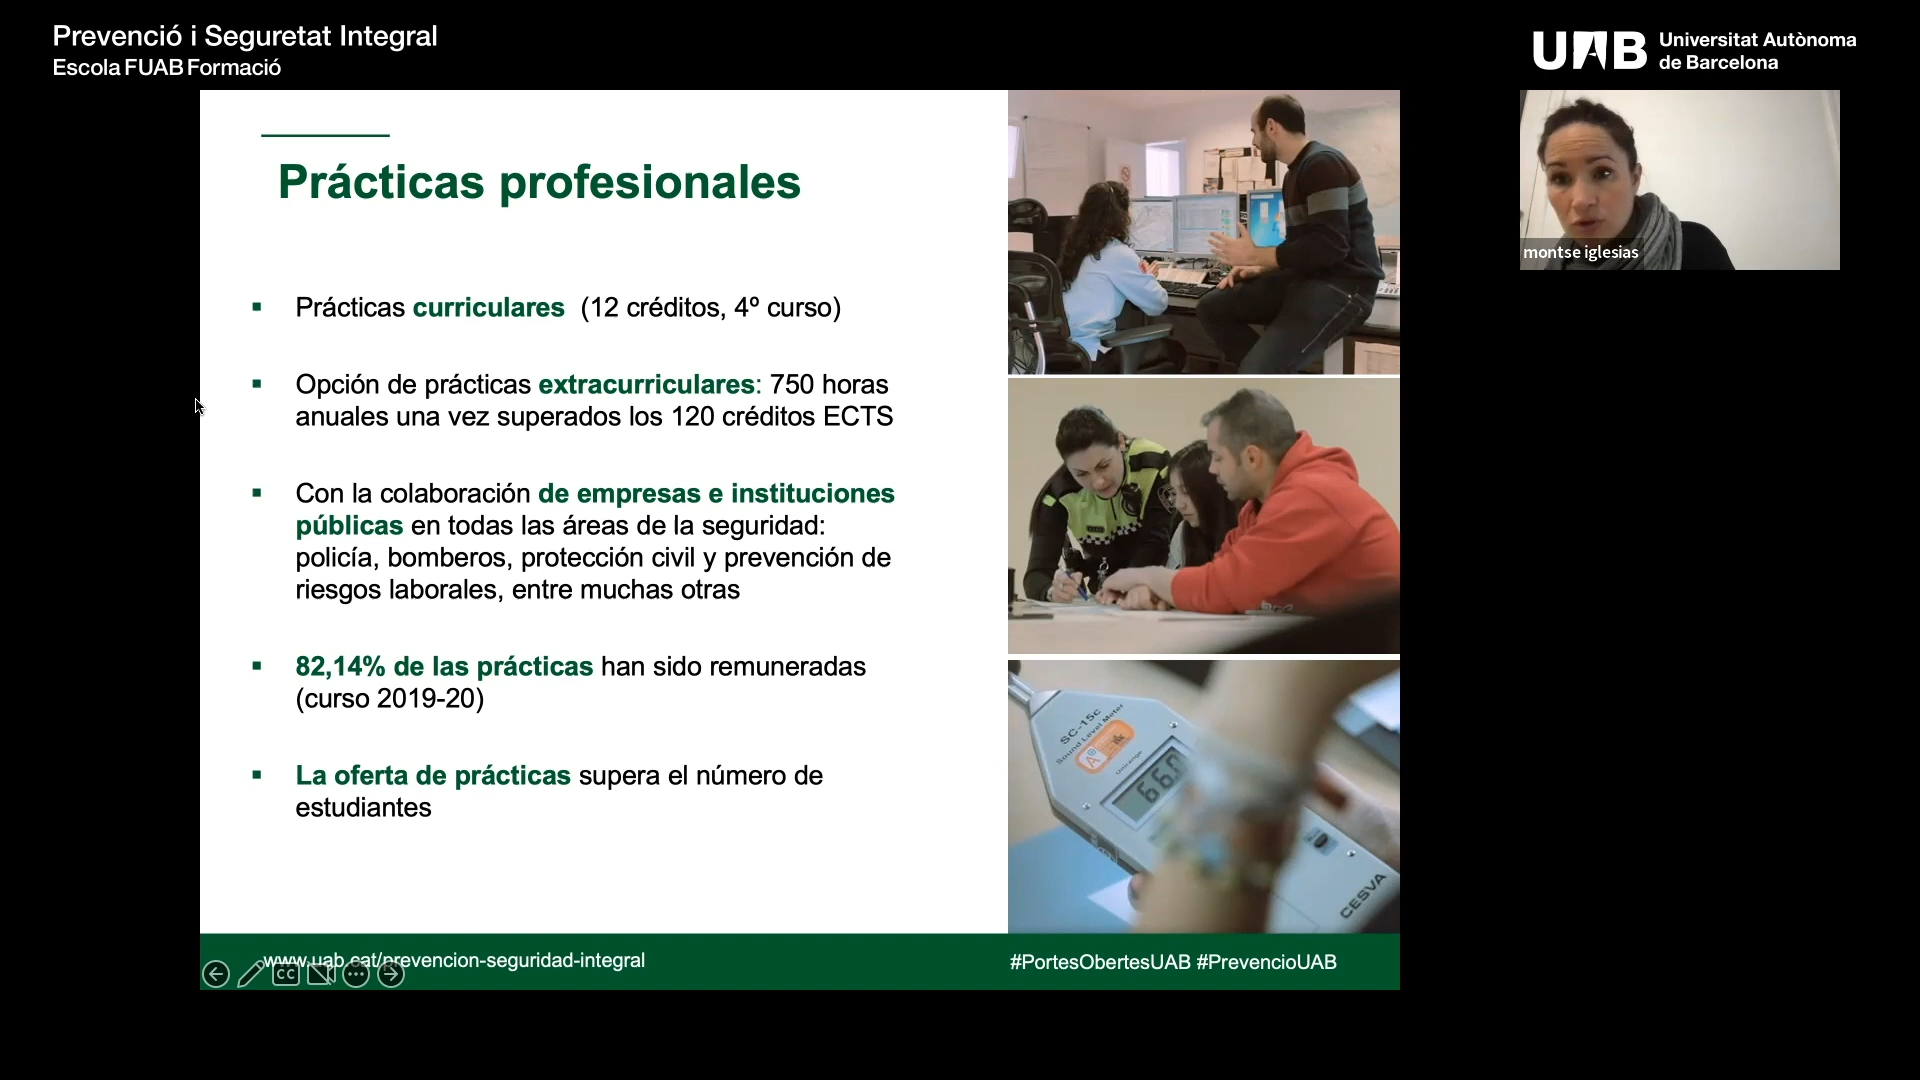 Prevenció i Seguretat Integral
Escola FUAB Formació
UAB
Universitat Autònoma
de Barcelona
montse iglesias
Prácticas profesionales
▪ Prácticas curriculares (12 créditos, 4º curso)
▪ Opción de prácticas extracurriculares: 750 horas
anuales una vez superados los 120 créditos ECTS
▪ Con la colaboración de empresas e instituciones
públicas en todas las áreas de la seguridad:
policía, bomberos, protección civil y prevención de
riesgos laborales, entre muchas otras
▪ 82,14% de las prácticas han sido remuneradas
(curso 2019-20)
▪ La oferta de prácticas supera el número de
estudiantes
SC-15c
Sound Level Meter
66.0
CESVA
www.uab.cat/prevencion-seguridad-integral
#PortesObertesUAB #PrevencioUAB
CC